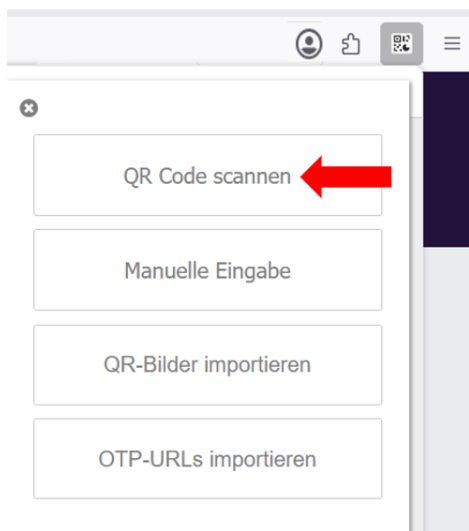 QR Code scannen
Manuelle Eingabe
QR-Bilder importieren
OTP-URLs importieren